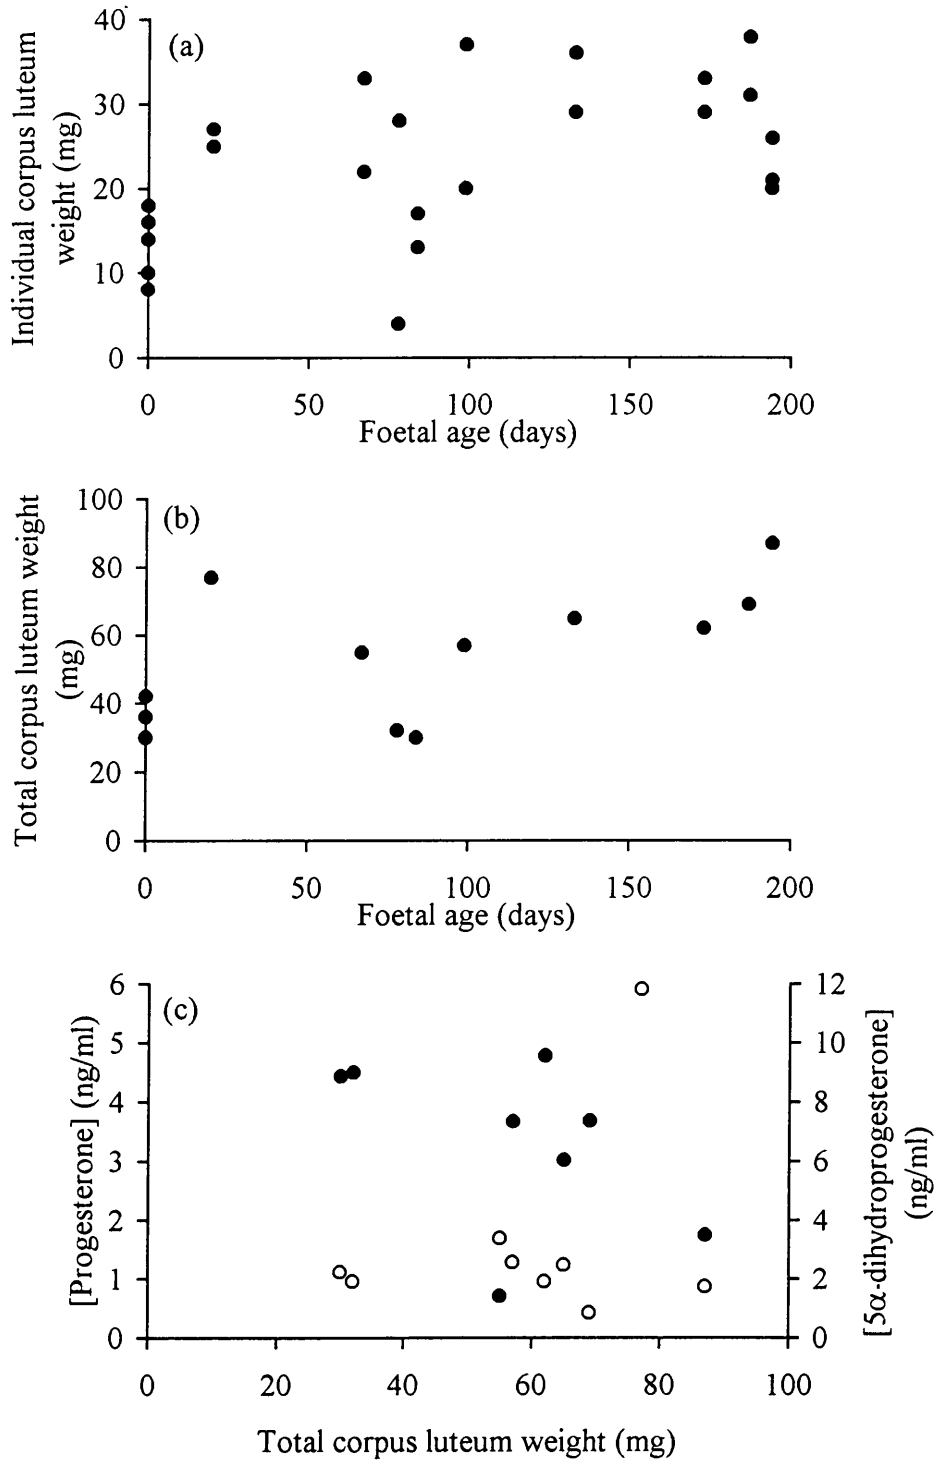 40
(a)
30
20
10
0
Individual corpus luteum
weight (mg)
0 50 100 150 200
Foetal age (days)
100
(b)
80
60
40
20
0
Total corpus luteum weight
(mg)
0 50 100 150 200
Foetal age (days)
6 12
(c)
5 10
4 8
3 6
2 4
1 2
0 0
[Progesterone] (ng/ml)
[5α-dihydroprogesterone]
(ng/ml)
0 20 40 60 80 100
Total corpus luteum weight (mg)